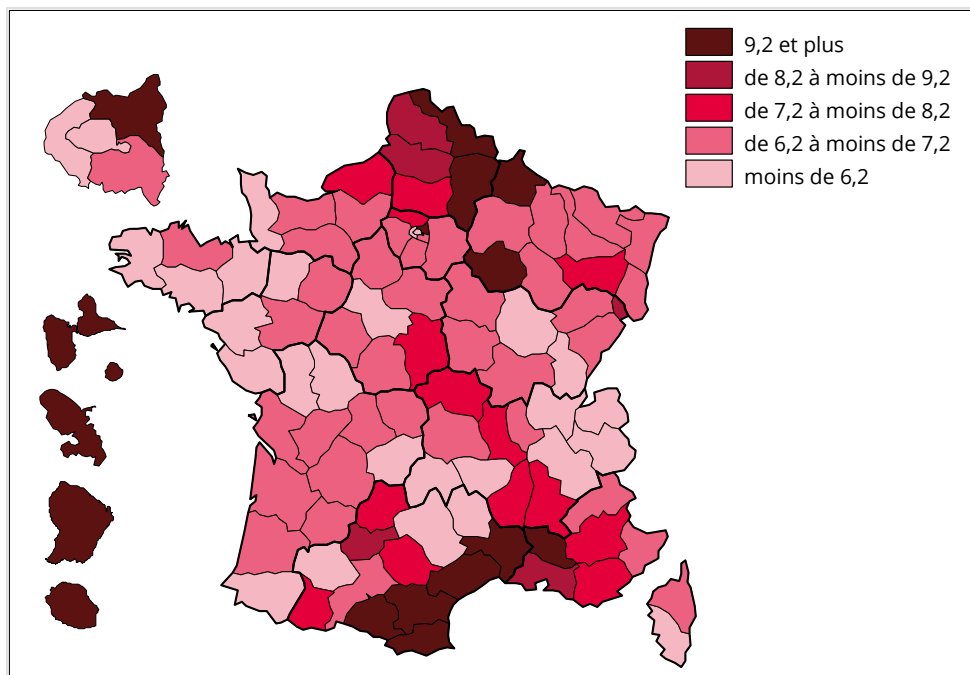 9,2 et plus
de 8,2 à moins de 9,2
de 7,2 à moins de 8,2
de 6,2 à moins de 7,2
moins de 6,2